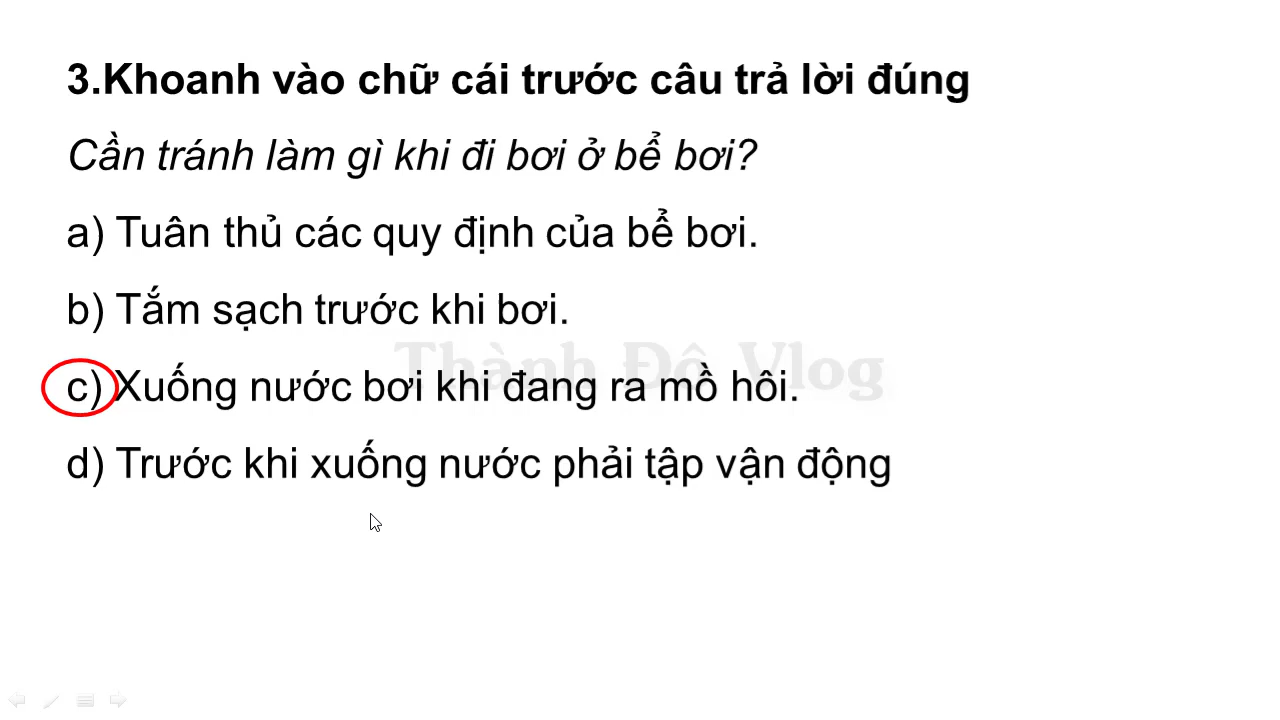 3.Khoanh vào chữ cái trước câu trả lời đúng
Cần tránh làm gì khi đi bơi ở bể bơi?
a) Tuân thủ các quy định của bể bơi.
b) Tắm sạch trước khi bơi.
Thành Đô Vlog
c) Xuống nước bơi khi đang ra mồ hôi.
d) Trước khi xuống nước phải tập vận động